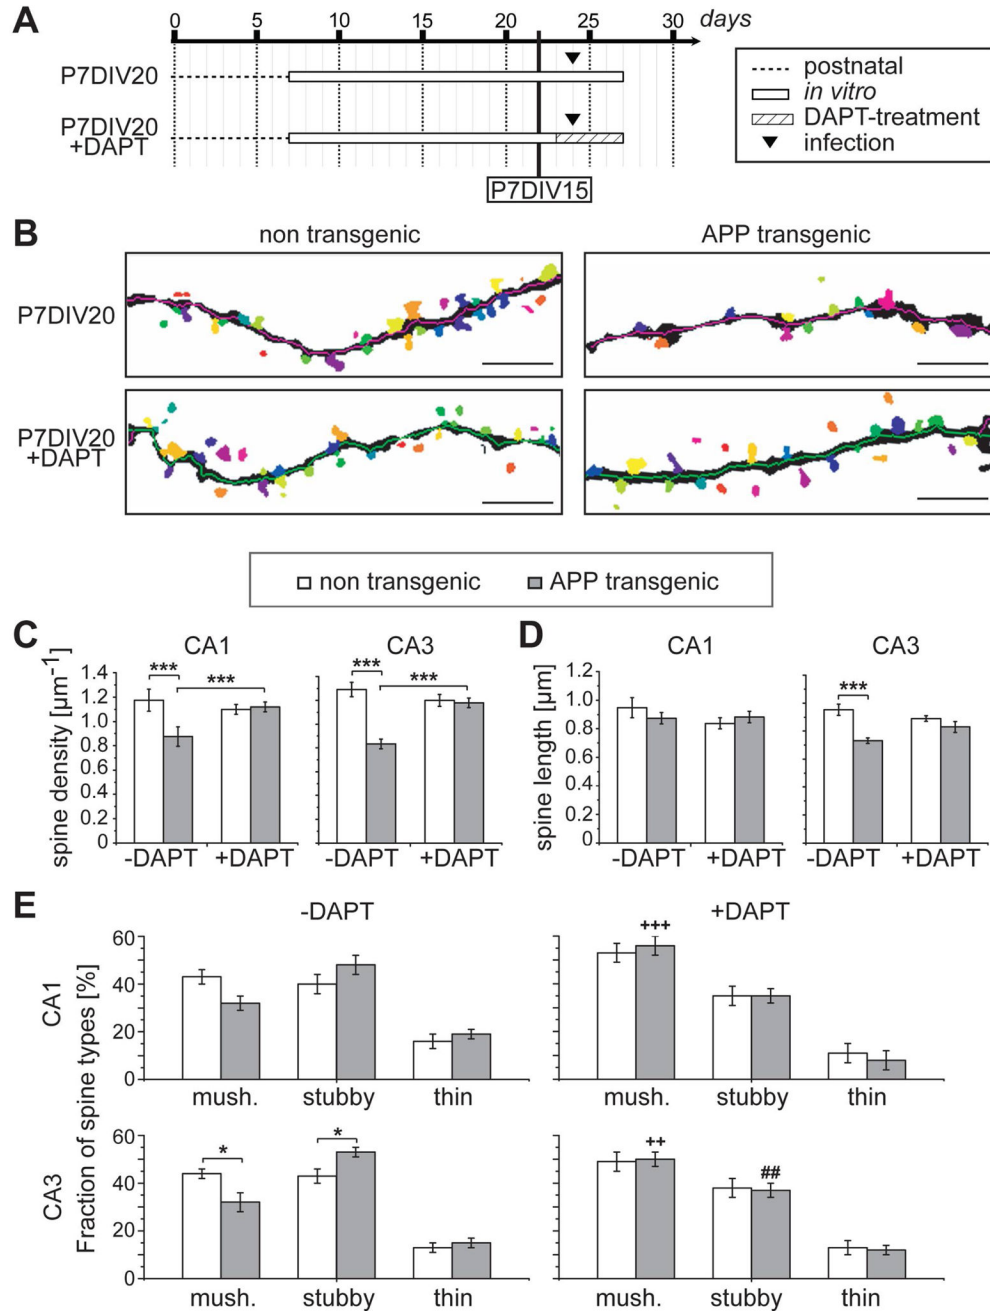 A
0 5 10 15 20 25 30 days
P7DIV20
P7DIV20
+DAPT
P7DIV15
postnatal
in vitro
DAPT-treatment
infection
B
non transgenic APP transgenic
P7DIV20
P7DIV20
+DAPT
non transgenic APP transgenic
C
CA1 CA3
spine density [µm⁻¹]
1.4
1.2
1.0
0.8
0.6
0.4
0.2
0
*** *** *** ***
-DAPT +DAPT -DAPT +DAPT
D
CA1 CA3
spine length [µm]
1.2
1.0
0.8
0.6
0.4
0.2
0
***
-DAPT +DAPT -DAPT +DAPT
E
-DAPT +DAPT
Fraction of spine types [%]
CA1
60
40
20
0
+++
mush. stubby thin mush. stubby thin
CA3
60
40
20
0
* * ++ ##
mush. stubby thin mush. stubby thin